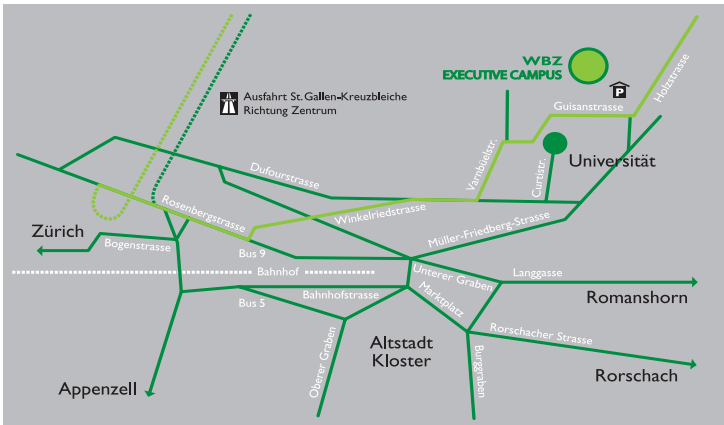 WBZ
EXECUTIVE CAMPUS
P
Holzstrasse
Guisanstrasse
Ausfahrt St.Gallen-Kreuzbleiche
Richtung Zentrum
Varnbüelstr.
Universität
Dufourstrasse
Curtistr.
Rosenbergstrasse
Winkelriedstrasse
Zürich
Müller-Friedberg-Strasse
Bogenstrasse
Bus 9
Bahnhof
Unterer Graben
Langgasse
Bahnhofstrasse
Marktplatz
Romanshorn
Bus 5
Rorschacher Strasse
Altstadt
Kloster
Oberer Graben
Burggraben
Rorschach
Appenzell